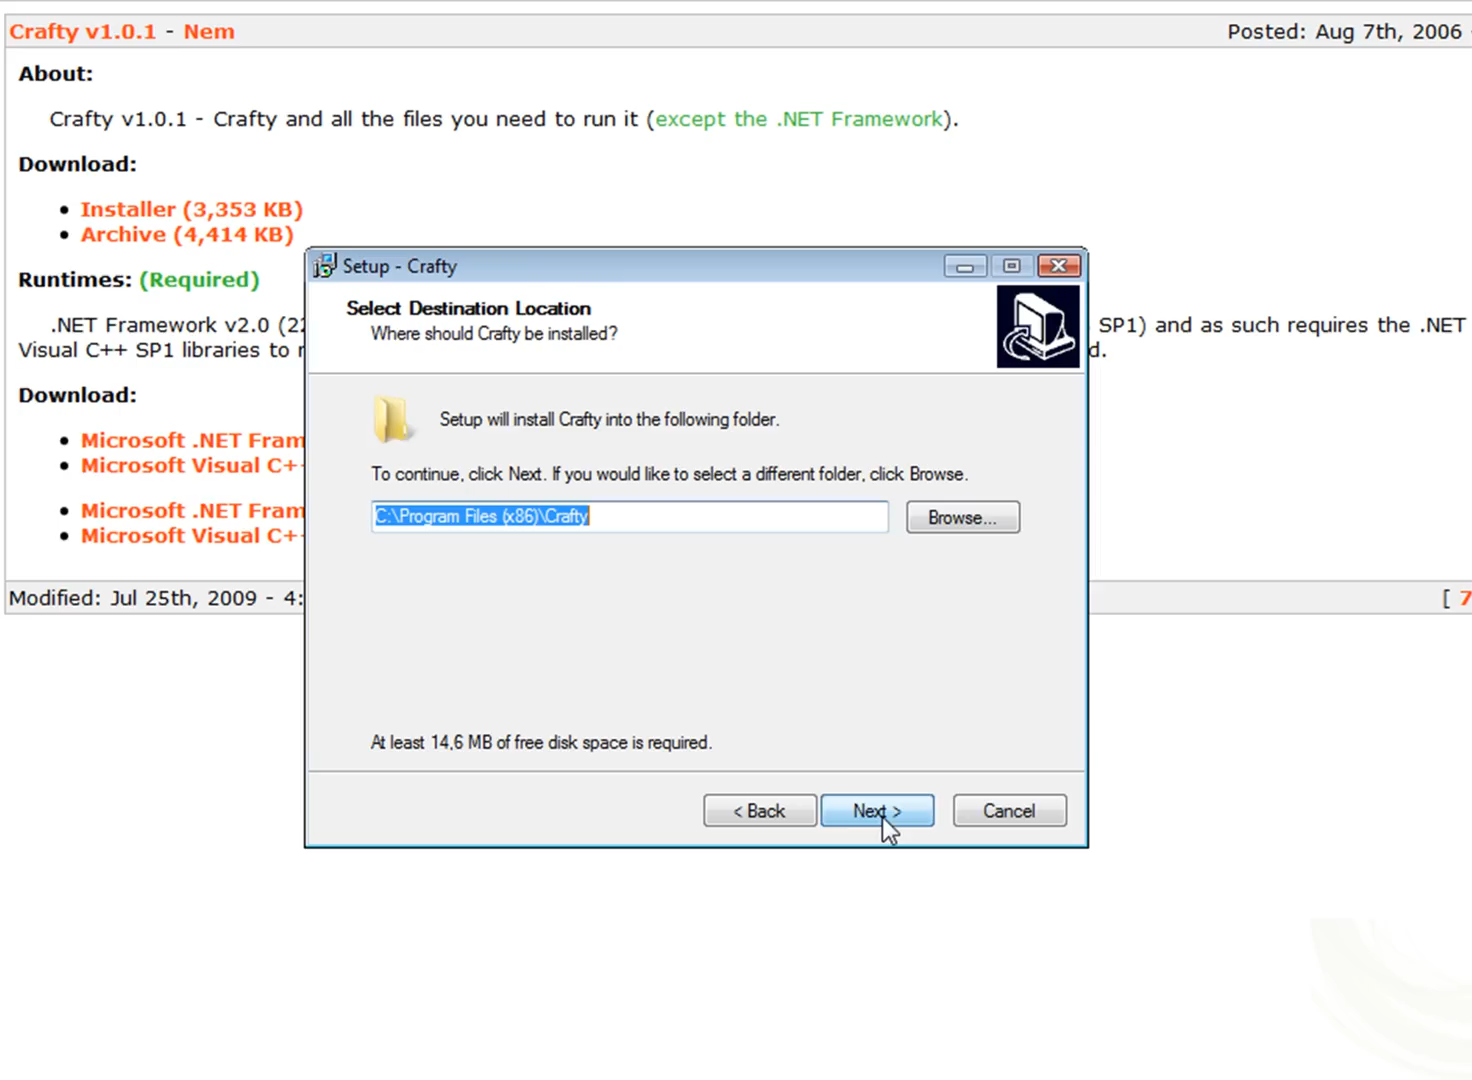 Crafty v1.0.1 - Nem
Posted: Aug 7th, 2006
About:
Crafty v1.0.1 - Crafty and all the files you need to run it (except the .NET Framework).
Download:
Installer (3,353 KB)
Archive (4,414 KB)
Runtimes: (Required)
.NET Framework v2.0 (22
SP1) and as such requires the .NET
Visual C++ SP1 libraries to r
d.
Download:
Microsoft .NET Fram
Microsoft Visual C+
Microsoft .NET Fram
Microsoft Visual C+
Modified: Jul 25th, 2009 - 4:
[ 7
Setup - Crafty
Select Destination Location
Where should Crafty be installed?
Setup will install Crafty into the following folder.
To continue, click Next. If you would like to select a different folder, click Browse.
C:\Program Files (x86)\Crafty
Browse...
At least 14,6 MB of free disk space is required.
< Back
Next >
Cancel